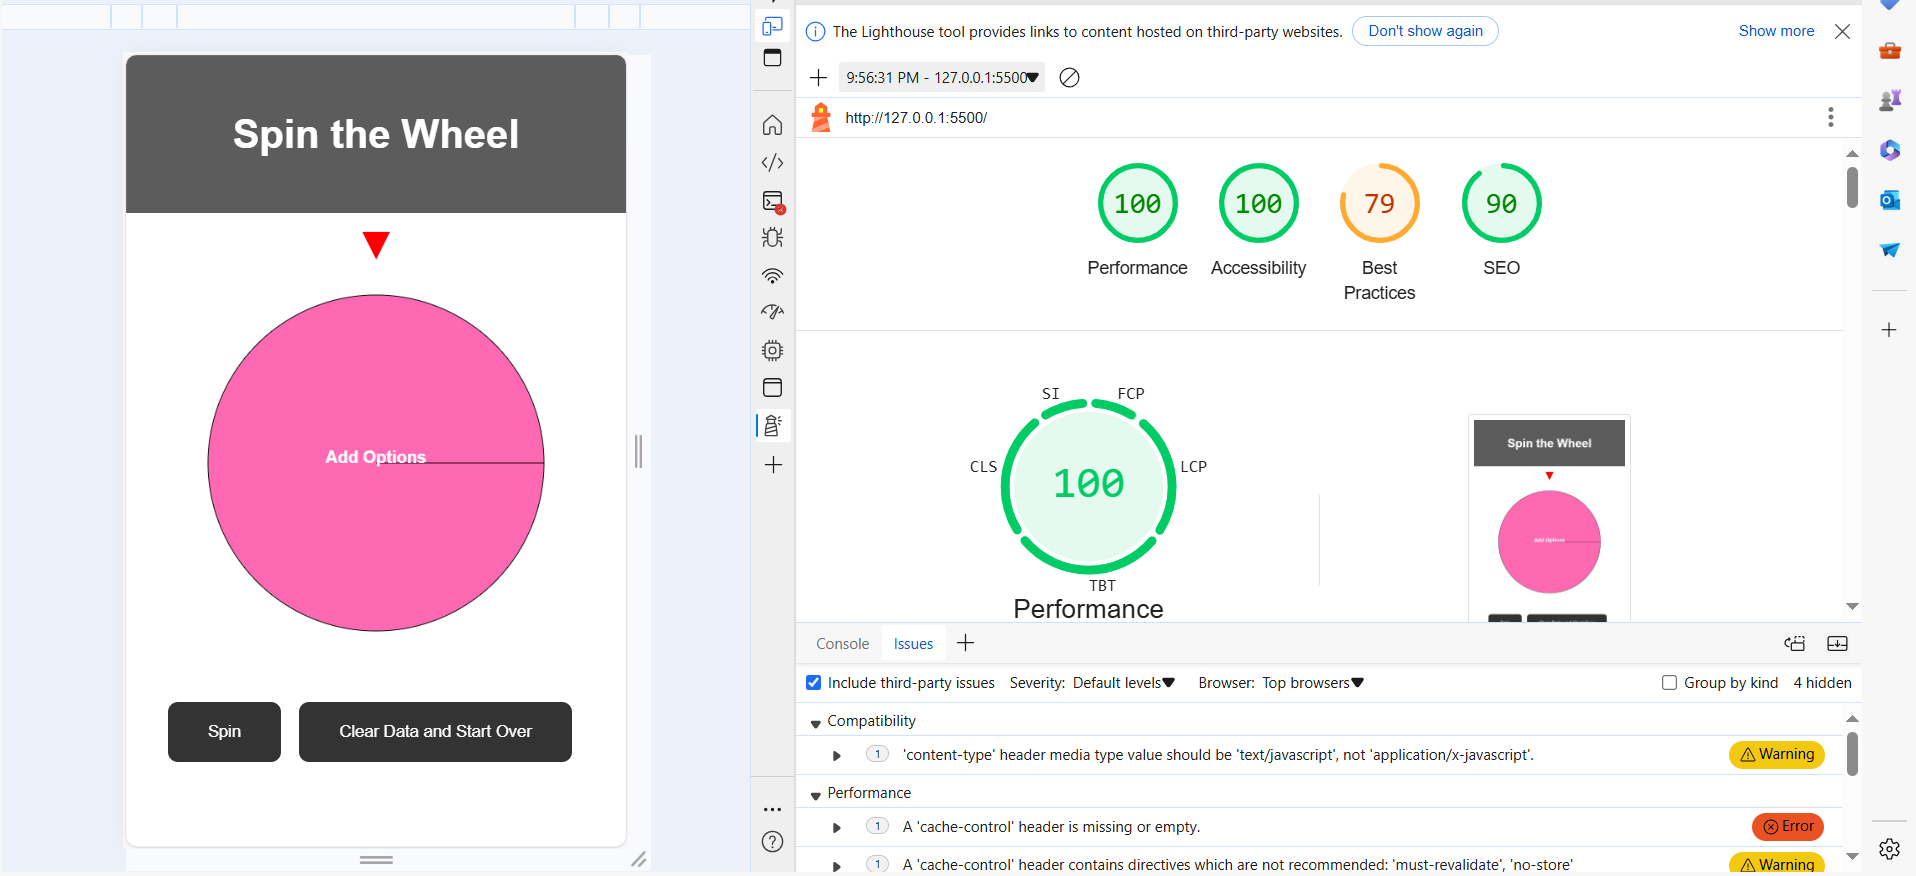 Spin the Wheel
Add Options
Spin
Clear Data and Start Over
The Lighthouse tool provides links to content hosted on third-party websites.
Don't show again
Show more
9:56:31 PM - 127.0.0.1:5500
http://127.0.0.1:5500/
100
100
79
90
Performance
Accessibility
Best
Practices
SEO
SI
FCP
CLS
LCP
100
TBT
Performance
Spin the Wheel
Add Options
Console
Issues
Include third-party issues
Severity: Default levels
Browser: Top browsers
Group by kind
4 hidden
Compatibility
1
'content-type' header media type value should be 'text/javascript', not 'application/x-javascript'.
Warning
Performance
1
A 'cache-control' header is missing or empty.
Error
1
A 'cache-control' header contains directives which are not recommended: 'must-revalidate', 'no-store'
Warning